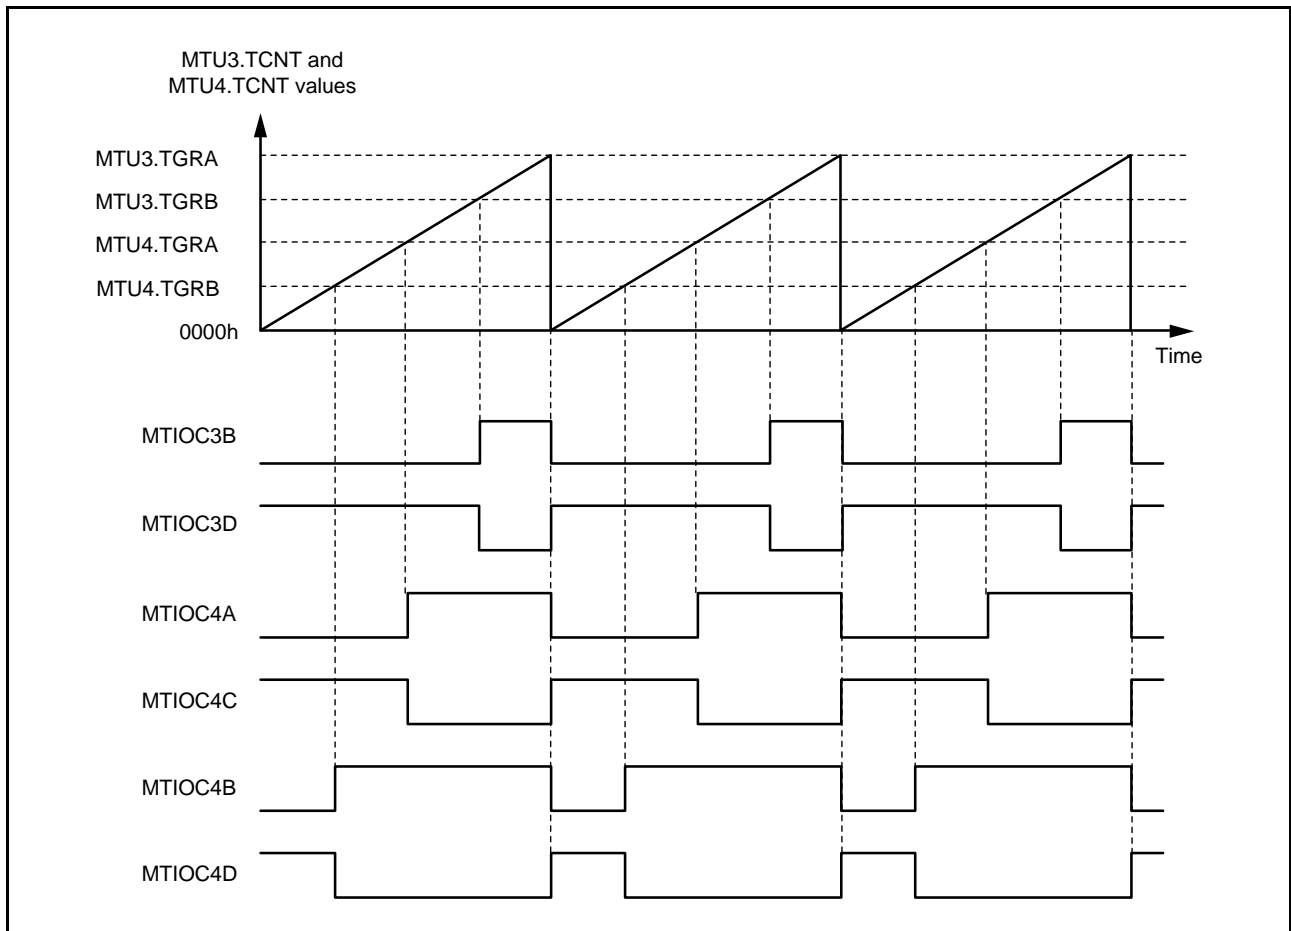 MTU3.TCNT and
MTU4.TCNT values
MTU3.TGRA
MTU3.TGRB
MTU4.TGRA
MTU4.TGRB
0000h
Time
MTIOC3B
MTIOC3D
MTIOC4A
MTIOC4C
MTIOC4B
MTIOC4D